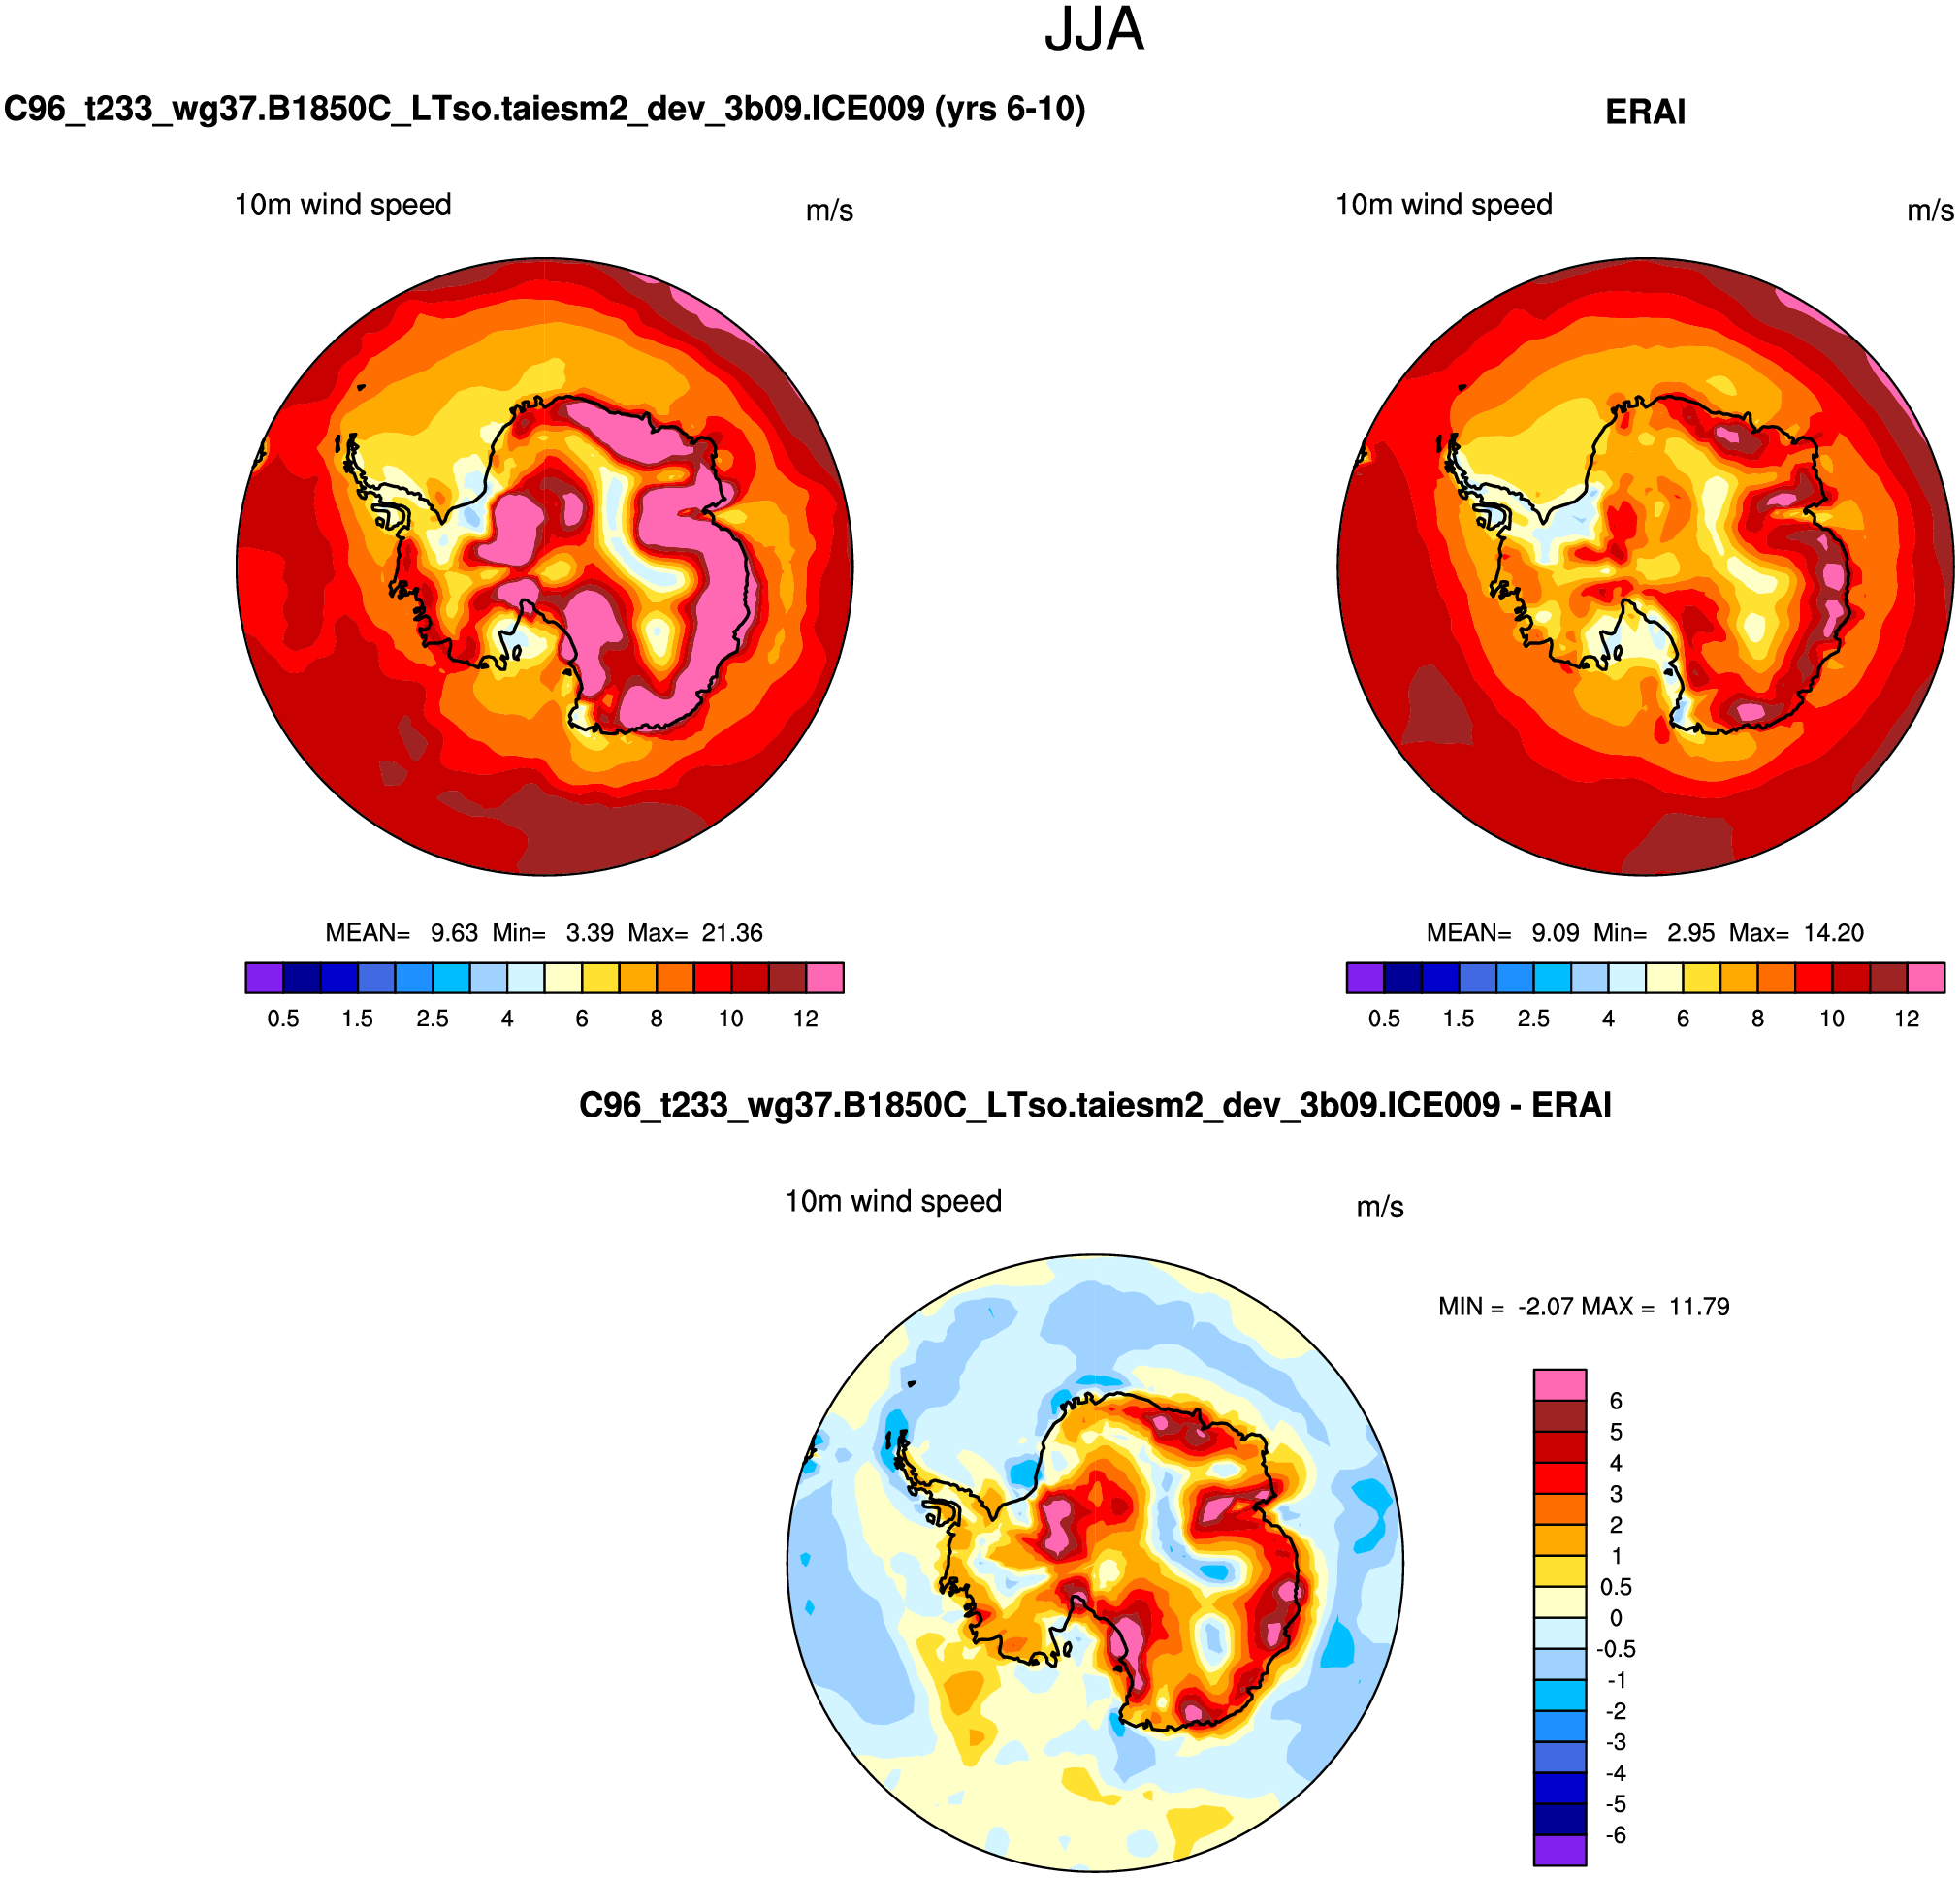 JJA
C96_t233_wg37.B1850C_LTso.taiesm2_dev_3b09.ICE009 (yrs 6-10)
ERAI
10m wind speed m/s
10m wind speed m/s
MEAN= 9.63 Min= 3.39 Max= 21.36
0.5 1.5 2.5 4 6 8 10 12
MEAN= 9.09 Min= 2.95 Max= 14.20
0.5 1.5 2.5 4 6 8 10 12
C96_t233_wg37.B1850C_LTso.taiesm2_dev_3b09.ICE009 - ERAI
10m wind speed m/s
MIN = -2.07 MAX = 11.79
6
5
4
3
2
1
0.5
0
-0.5
-1
-2
-3
-4
-5
-6